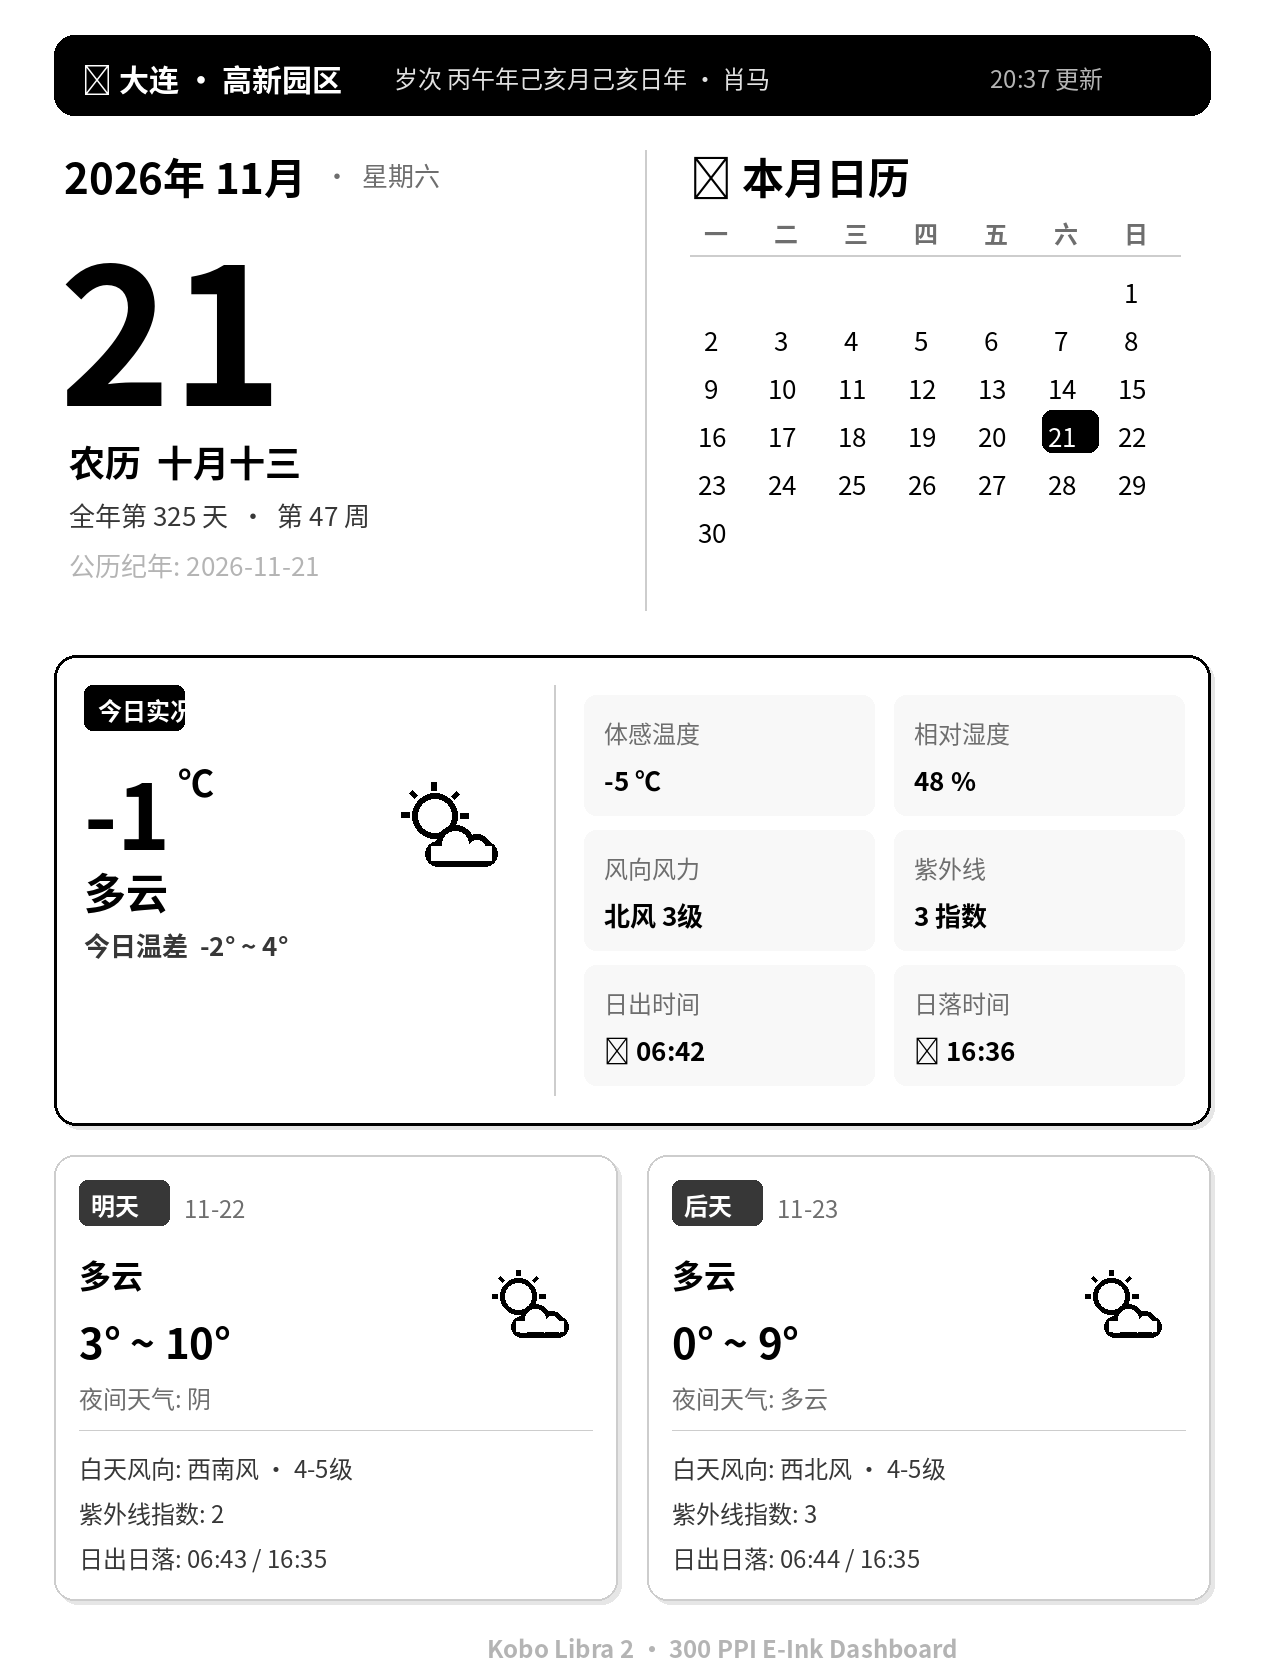 大连 • 高新园区 岁次 丙午年己亥月己亥日年 • 肖马 20:37 更新
2026年 11月 • 星期六
21
农历 十月十三
全年第 325 天 • 第 47 周
公历纪年: 2026-11-21
本月日历
一 二 三 四 五 六 日
1
2 3 4 5 6 7 8
9 10 11 12 13 14 15
16 17 18 19 20 21 22
23 24 25 26 27 28 29
30
今日实况
-1 ℃
多云
今日温差 -2° ~ 4°
体感温度
-5 ℃
相对湿度
48 %
风向风力
北风 3级
紫外线
3 指数
日出时间
06:42
日落时间
16:36
明天 11-22
多云
3° ~ 10°
夜间天气: 阴
白天风向: 西南风 • 4-5级
紫外线指数: 2
日出日落: 06:43 / 16:35
后天 11-23
多云
0° ~ 9°
夜间天气: 多云
白天风向: 西北风 • 4-5级
紫外线指数: 3
日出日落: 06:44 / 16:35
Kobo Libra 2 • 300 PPI E-Ink Dashboard